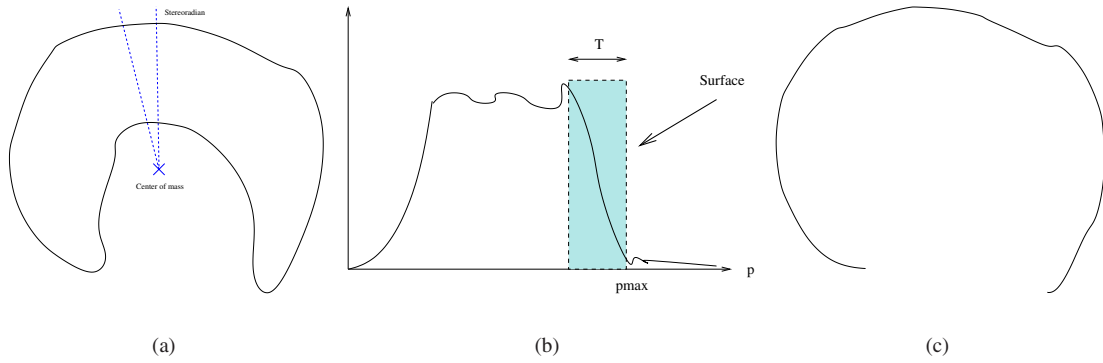 Stereoradian
Center of mass
(a)
T
Surface
p
pmax
(b)
(c)